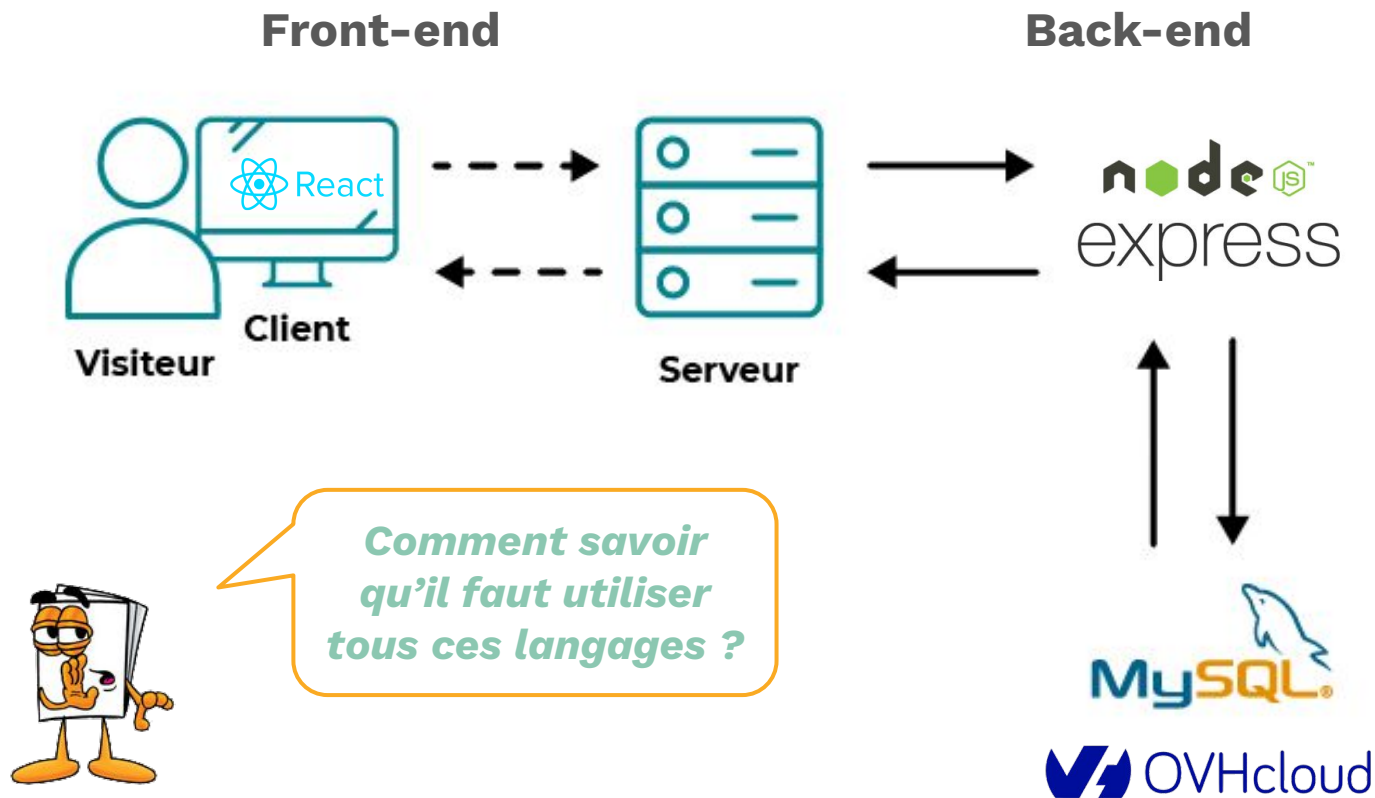 Front-end
Back-end
React
Client
Visiteur
Serveur
node JS™
express
Comment savoir
qu’il faut utiliser
tous ces langages ?
MySQL®
OVHcloud